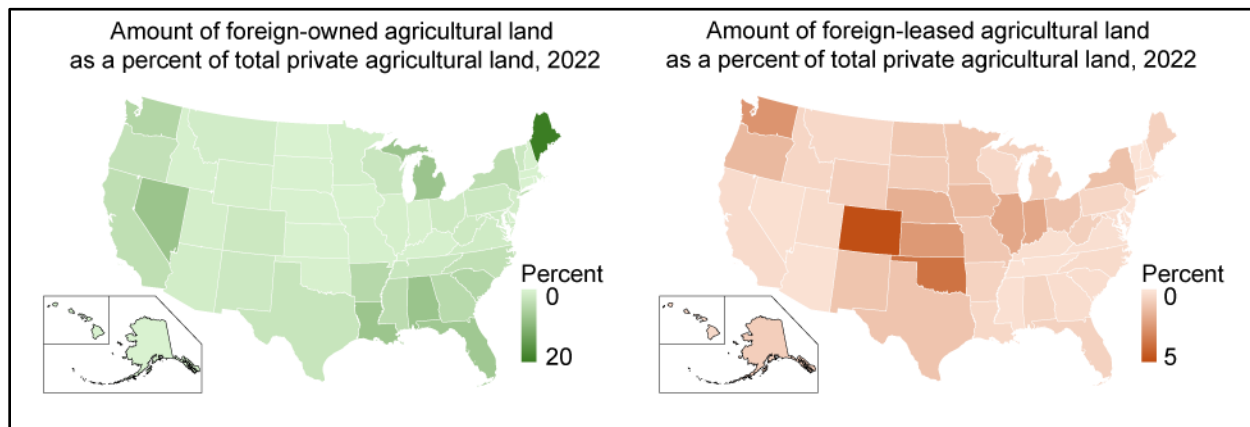 Amount of foreign-owned agricultural land
as a percent of total private agricultural land, 2022
Percent
0
20
Amount of foreign-leased agricultural land
as a percent of total private agricultural land, 2022
Percent
0
5